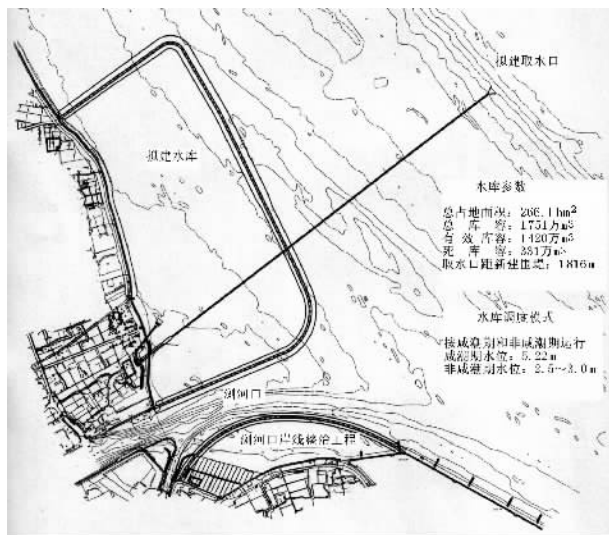 拟建取水口
拟建水库
水库参数
总占地面积：266.1hm²
总库容：1751万m³
有效库容：1420万m³
死库容：331万m³
取水口距新建围堤：1816m
水库调度模式
按咸潮期和非咸潮期运行
咸潮期水位：5.22m
非咸潮期水位：2.5～3.0m
浏河口
浏河口岸线整治工程